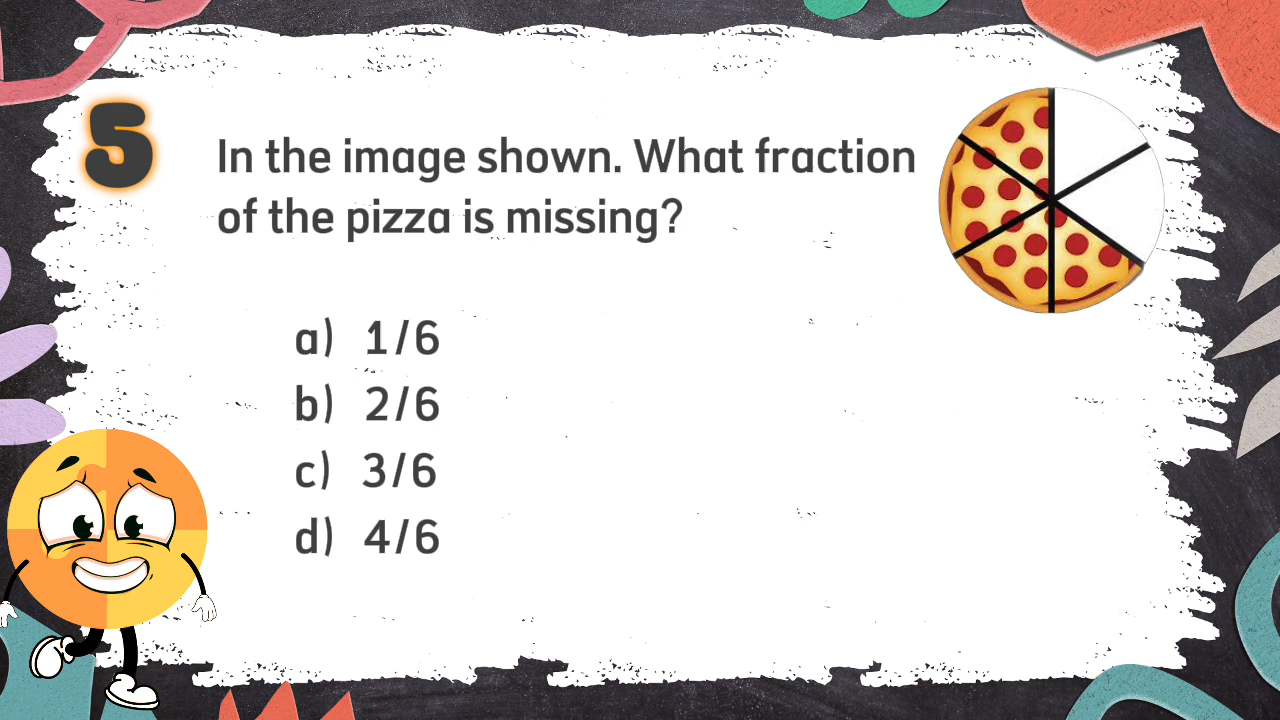 5
In the image shown. What fraction
of the pizza is missing?
a) 1/6
b) 2/6
c) 3/6
d) 4/6